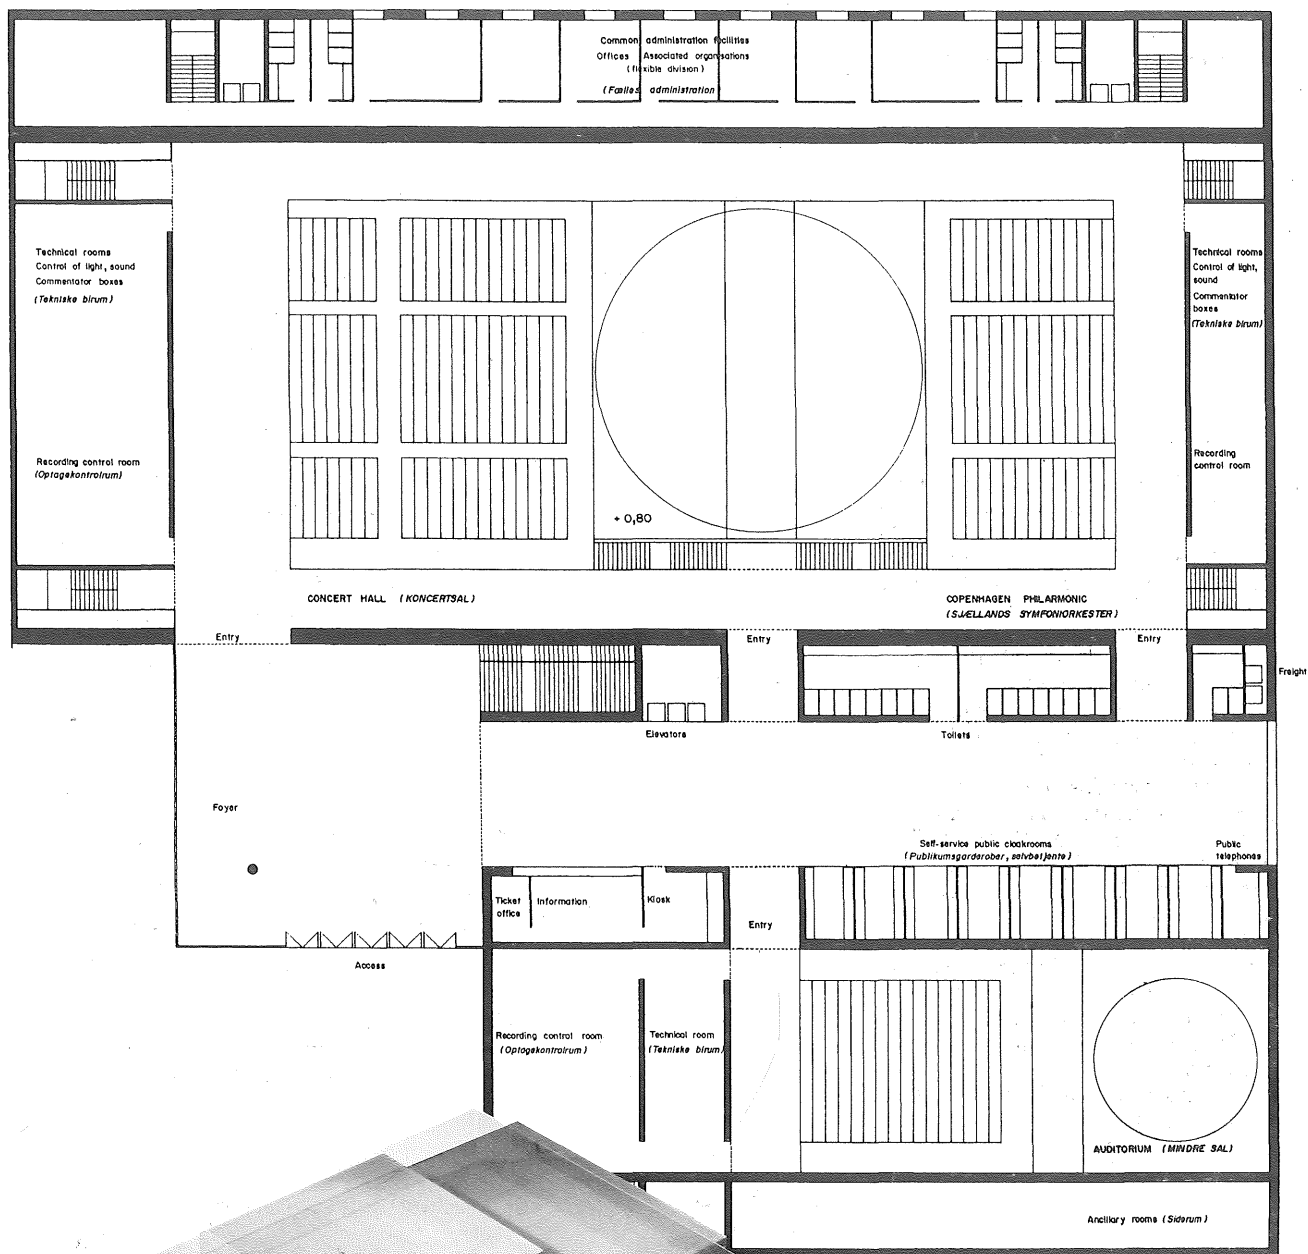 Common administration facilities
Offices Associated organisations
(flexible division)
(Fælles administration)
Technical rooms
Control of light, sound
Commentator boxes
(Tekniske birum)
Technical rooms
Control of light,
sound
Commentator
boxes
(Tekniske birum)
Recording control room
(Optagekontrolrum)
Recording
control room
+ 0,80
CONCERT HALL (KONCERTSAL)
COPENHAGEN PHILARMONIC
(SJÆLLANDS SYMFONIORKESTER)
Entry
Entry
Entry
Freight
Elevators
Toilets
Foyer
Self-service public cloakrooms
(Publikumsgarderober, selvbetjente)
Public
telephones
Ticket
office
Information
Kiosk
Entry
Access
Recording control room
(Optagekontrolrum)
Technical room
(Tekniske birum)
AUDITORIUM (MINDRE SAL)
Ancillary rooms (Siderum)